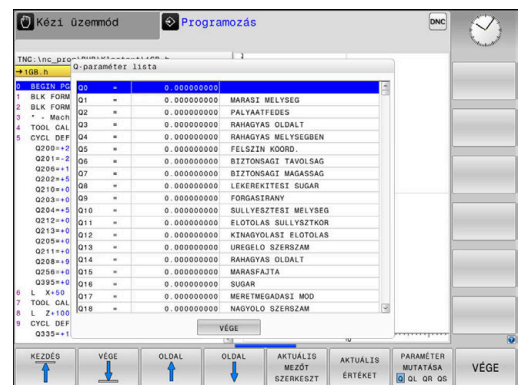 Kézi üzemmód
Programozás
DNC
Q-paraméter lista
→1GB.h
0 BEGIN PG
1 BLK FORM
2 BLK FORM
3 * - Mach
4 TOOL CAL
5 CYCL DEF
Q200=+2
Q201=-2
Q206=+1
Q202=+5
Q210=+0
Q203=+0
Q204=+5
Q212=+0
Q213=+0
Q205=+0
Q211=+0
Q208=+9
Q256=+0
Q395=+0
6 L X+50
7 TOOL CAL
8 L Z+100
9 CYCL DEF
Q335=+1
Q0 = 0.000000000
Q1 = 0.000000000 MARASI MELYSEG
Q2 = 0.000000000 PALYAATFEDES
Q3 = 0.000000000 RAHAGYAS OLDALT
Q4 = 0.000000000 RAHAGYAS MELYSEGBEN
Q5 = 0.000000000 FELSZIN KOORD.
Q6 = 0.000000000 BIZTONSAGI TAVOLSAG
Q7 = 0.000000000 BIZTONSAGI MAGASSAG
Q8 = 0.000000000 LEKEREKITESI SUGAR
Q9 = 0.000000000 FORGASIRANY
Q10 = 0.000000000 SULLYESZTESI MELYSEG
Q11 = 0.000000000 ELOTOLAS SULLYSZTKOR
Q12 = 0.000000000 KINAGYOLASI ELOTOLAS
Q13 = 0.000000000 UREGELO SZERSZAM
Q14 = 0.000000000 RAHAGYAS OLDALT
Q15 = 0.000000000 MARASFAJTA
Q16 = 0.000000000 SUGAR
Q17 = 0.000000000 MERETMEGADASI MOD
Q18 = 0.000000000 NAGYOLO SZERSZAM
VÉGE
KEZDÉS
VÉGE
OLDAL
OLDAL
AKTUÁLIS
MEZŐT
SZERKESZT
AKTUÁLIS
ÉRTÉKET
PARAMÉTER
MUTATÁSA
Q QL QR QS
VÉGE